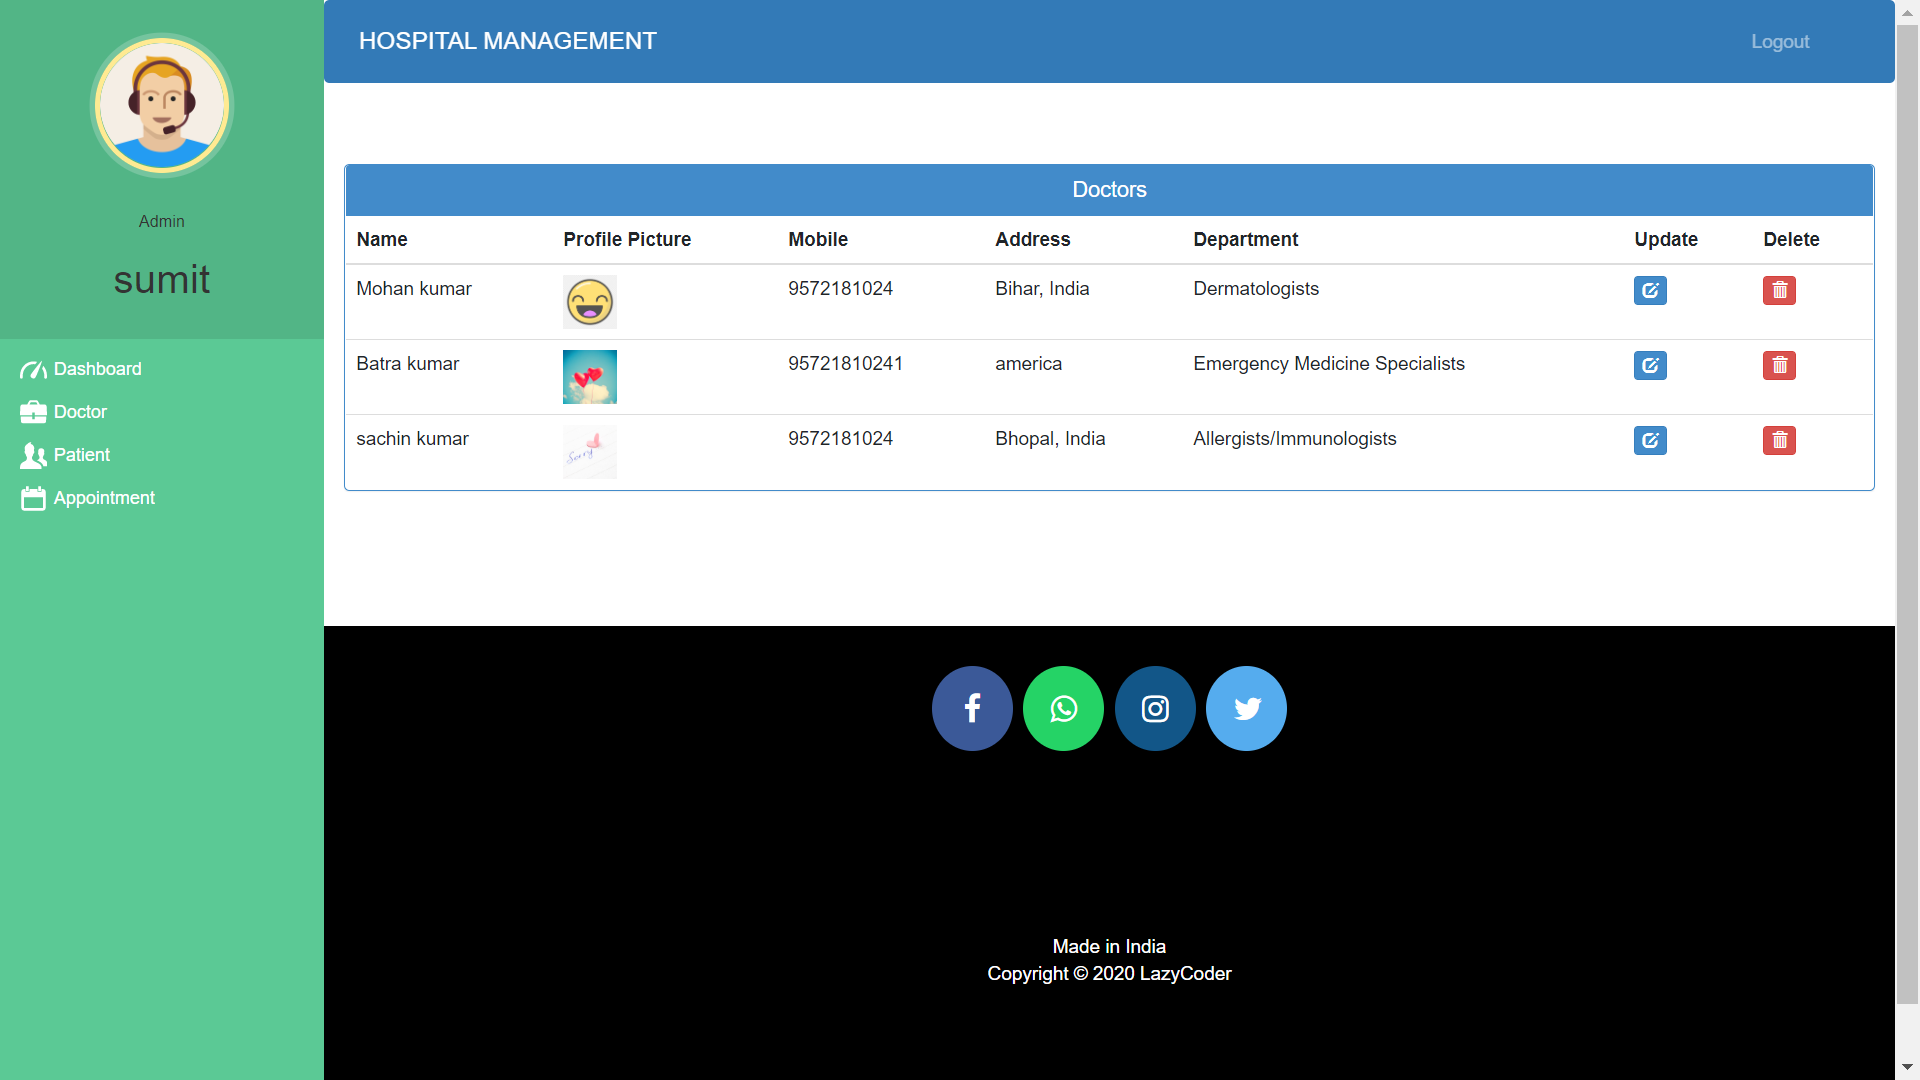 HOSPITAL MANAGEMENT
Logout
Admin
sumit
Dashboard
Doctor
Patient
Appointment
Doctors
Name Profile Picture Mobile Address Department Update Delete
Mohan kumar 9572181024 Bihar, India Dermatologists
Batra kumar 95721810241 america Emergency Medicine Specialists
sachin kumar Sorry 9572181024 Bhopal, India Allergists/Immunologists
Made in India
Copyright © 2020 LazyCoder